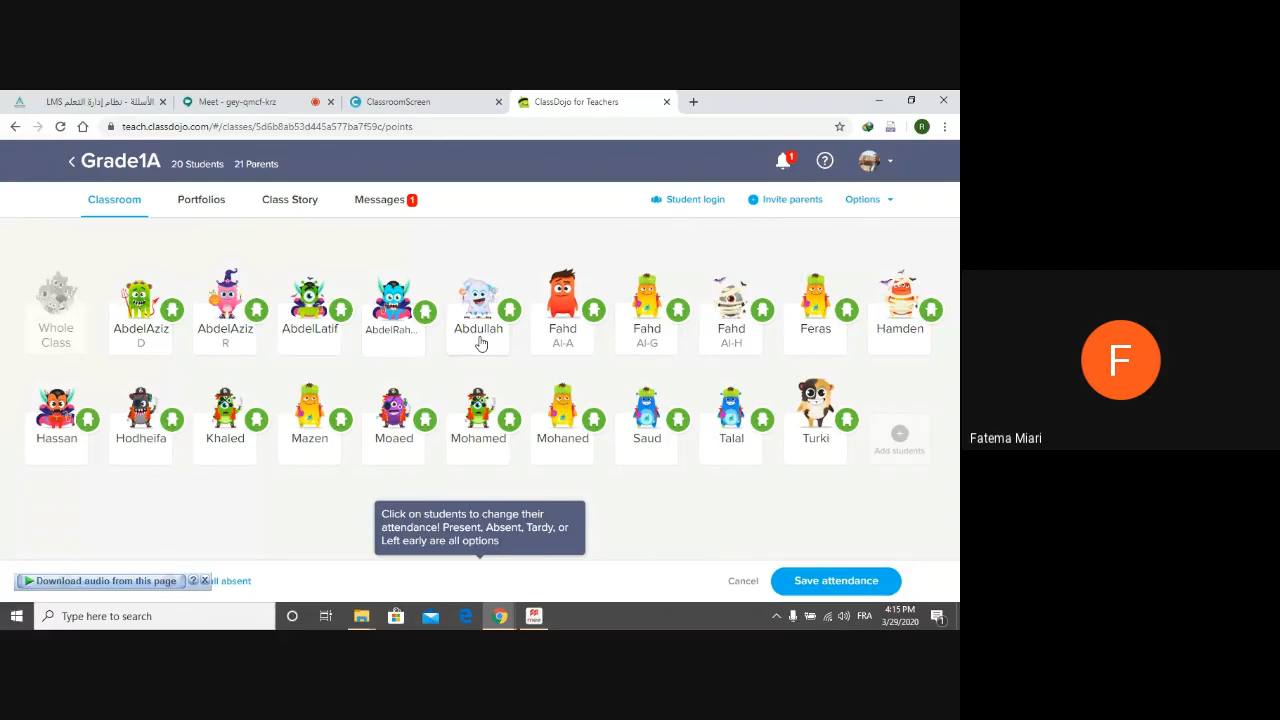 الأسئلة - نظام إدارة التعلم LMS
Meet - gey-qmcf-krz
ClassroomScreen
ClassDojo for Teachers
teach.classdojo.com/#/classes/5d6b8ab53d445a577ba7f59c/points
R
Grade1A 20 Students 21 Parents
1
Classroom Portfolios Class Story Messages 1
Student login Invite parents Options
Whole
Class
AbdelAziz
D
AbdelAziz
R
AbdelLatif
AbdelRah...
Abdullah
Fahd
Al-A
Fahd
Al-G
Fahd
Al-H
Feras
Hamden
Hassan
Hodheifa
Khaled
Mazen
Moaed
Mohamed
Mohaned
Saud
Talal
Turki
Add students
Click on students to change their
attendance! Present, Absent, Tardy, or
Left early are all options
Download audio from this page ? X
all absent
Cancel Save attendance
Type here to search
FRA
4:15 PM
3/29/2020
1
F
Fatema Miari